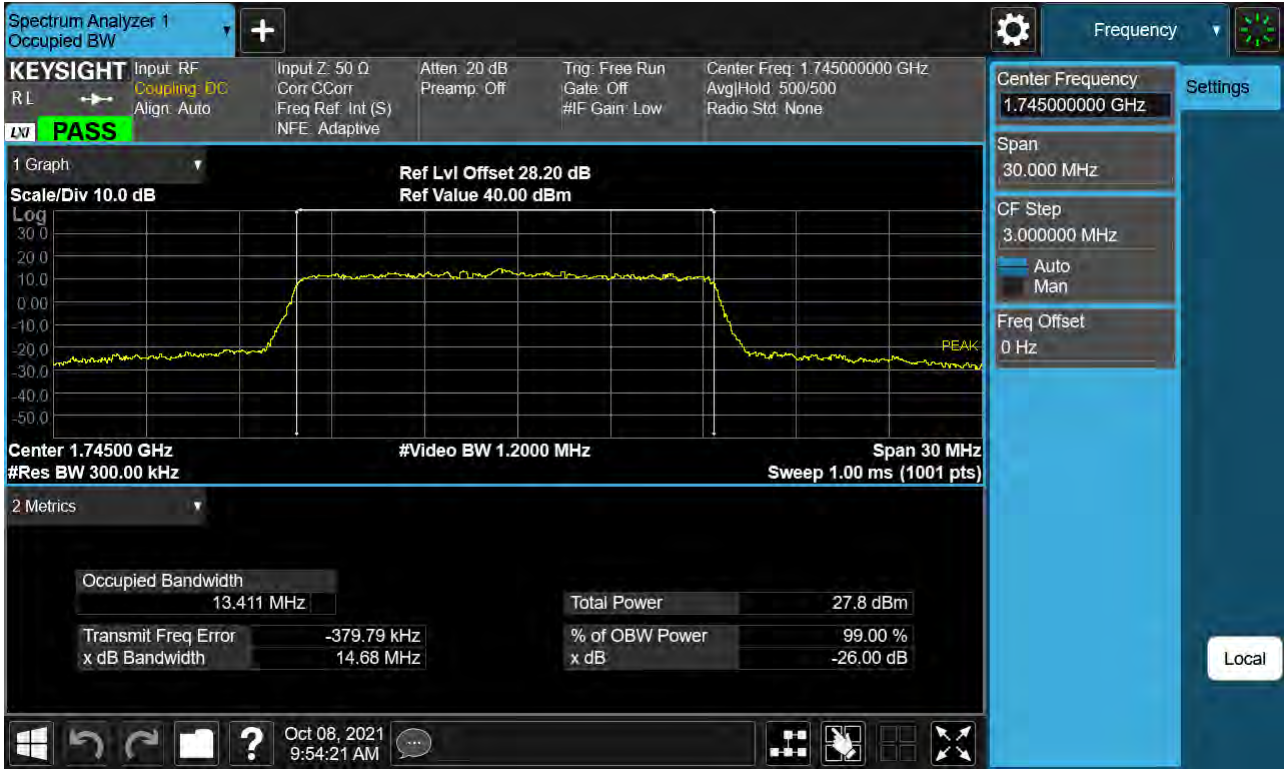 Spectrum Analyzer 1
Occupied BW
Frequency
KEYSIGHT
R L
LXI PASS
Input: RF
Coupling: DC
Align: Auto
Input Z: 50 Ω
Corr CCorr
Freq Ref: Int (S)
NFE: Adaptive
Atten: 20 dB
Preamp: Off
Trig: Free Run
Gate: Off
#IF Gain: Low
Center Freq: 1.745000000 GHz
Avg|Hold: 500/500
Radio Std: None
Center Frequency
1.745000000 GHz
Settings
Span
30.000 MHz
CF Step
3.000000 MHz
Auto
Man
Freq Offset
0 Hz
1 Graph
Scale/Div 10.0 dB
Ref Lvl Offset 28.20 dB
Ref Value 40.00 dBm
Log
30.0
20.0
10.0
0.00
-10.0
-20.0
-30.0
-40.0
-50.0
PEAK
Center 1.74500 GHz
#Video BW 1.2000 MHz
Span 30 MHz
#Res BW 300.00 kHz
Sweep 1.00 ms (1001 pts)
2 Metrics
Occupied Bandwidth
13.411 MHz
Total Power 27.8 dBm
Transmit Freq Error -379.79 kHz
% of OBW Power 99.00 %
x dB Bandwidth 14.68 MHz
x dB -26.00 dB
Local
?
Oct 08, 2021
9:54:21 AM